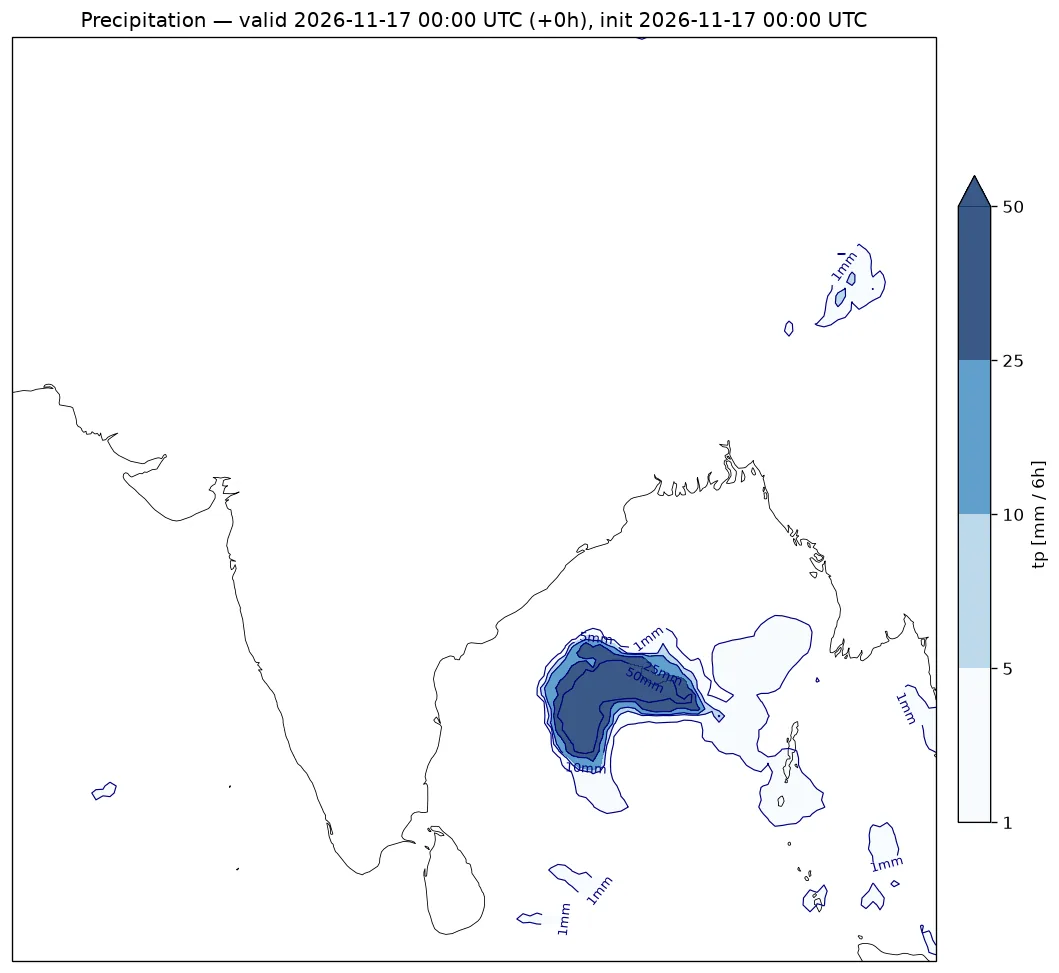 Precipitation — valid 2026-11-17 00:00 UTC (+0h), init 2026-11-17 00:00 UTC
1mm
50
25
10
5
1
tp [mm / 6h]
5mm
1mm
25mm
50mm
10mm
1mm
1mm
1mm
1mm